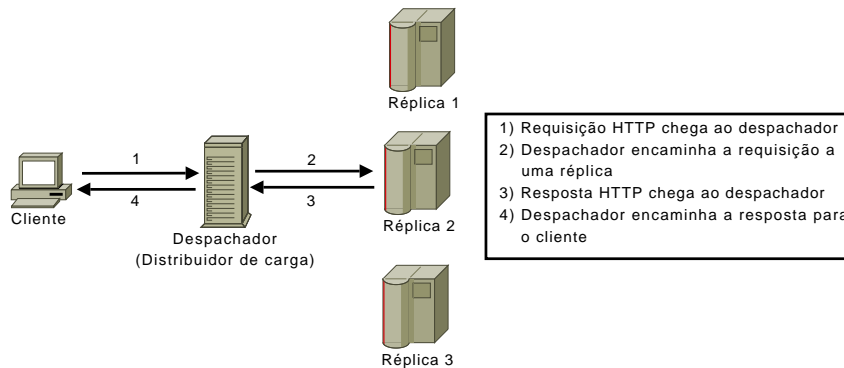 Réplica 1
1
2
4
3
Cliente
Despachador
(Distribuidor de carga)
Réplica 2
Réplica 3
1) Requisição HTTP chega ao despachador
2) Despachador encaminha a requisição a
uma réplica
3) Resposta HTTP chega ao despachador
4) Despachador encaminha a resposta para
o cliente